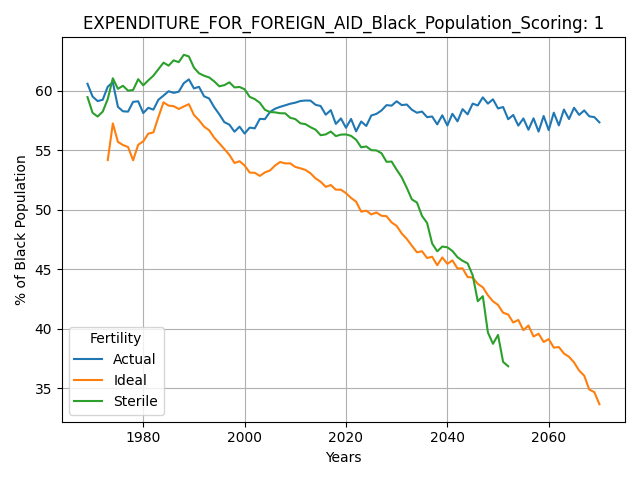 EXPENDITURE_FOR_FOREIGN_AID_Black_Population_Scoring: 1
% of Black Population
60
55
50
45
40
35
Fertility
Actual
Ideal
Sterile
1980
2000
2020
2040
2060
Years